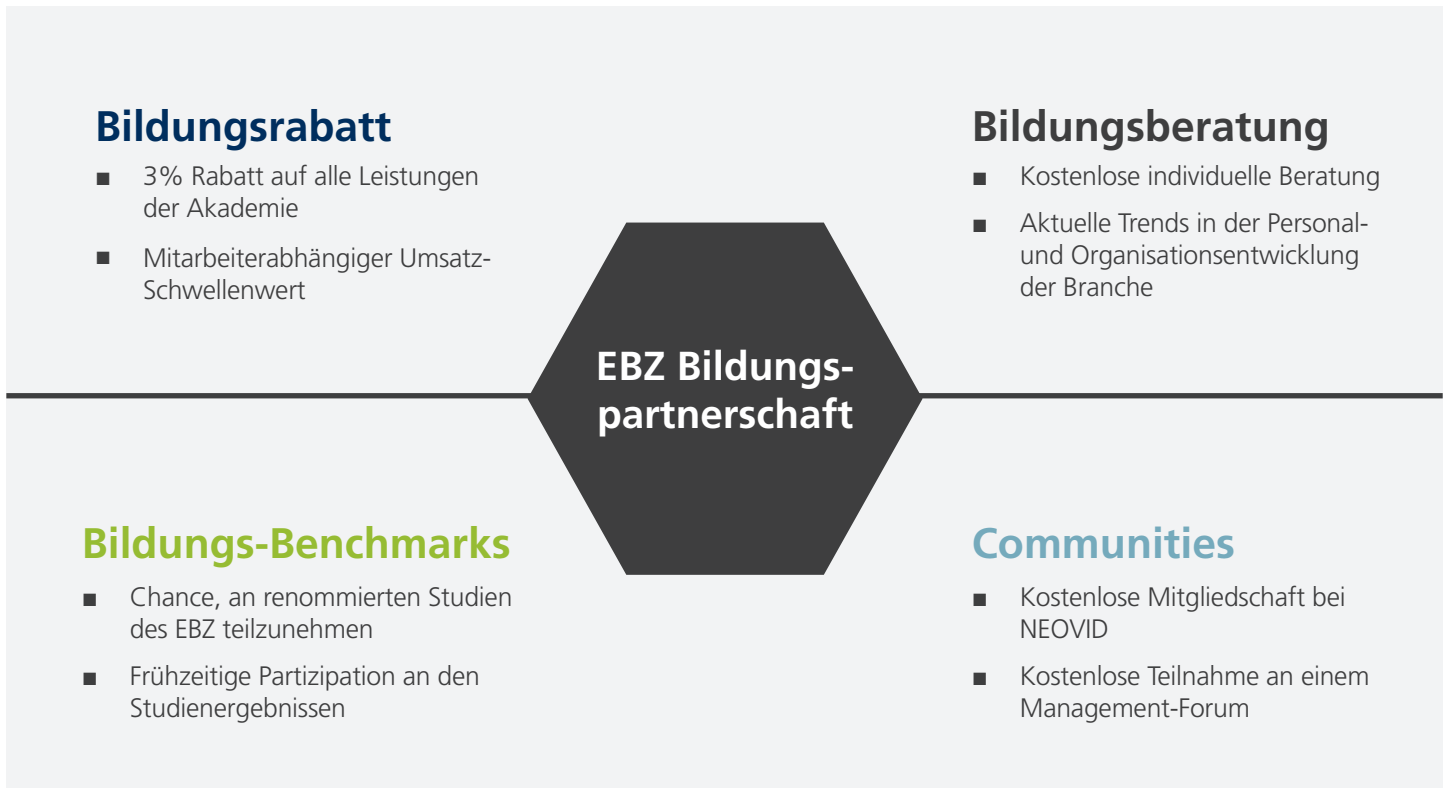 Bildungsrabatt
■ 3% Rabatt auf alle Leistungen
der Akademie
■ Mitarbeiterabhängiger Umsatz-
Schwellenwert
Bildungsberatung
■ Kostenlose individuelle Beratung
■ Aktuelle Trends in der Personal-
und Organisationsentwicklung
der Branche
EBZ Bildungs-
partnerschaft
Bildungs-Benchmarks
■ Chance, an renommierten Studien
des EBZ teilzunehmen
■ Frühzeitige Partizipation an den
Studienergebnissen
Communities
■ Kostenlose Mitgliedschaft bei
NEOVID
■ Kostenlose Teilnahme an einem
Management-Forum